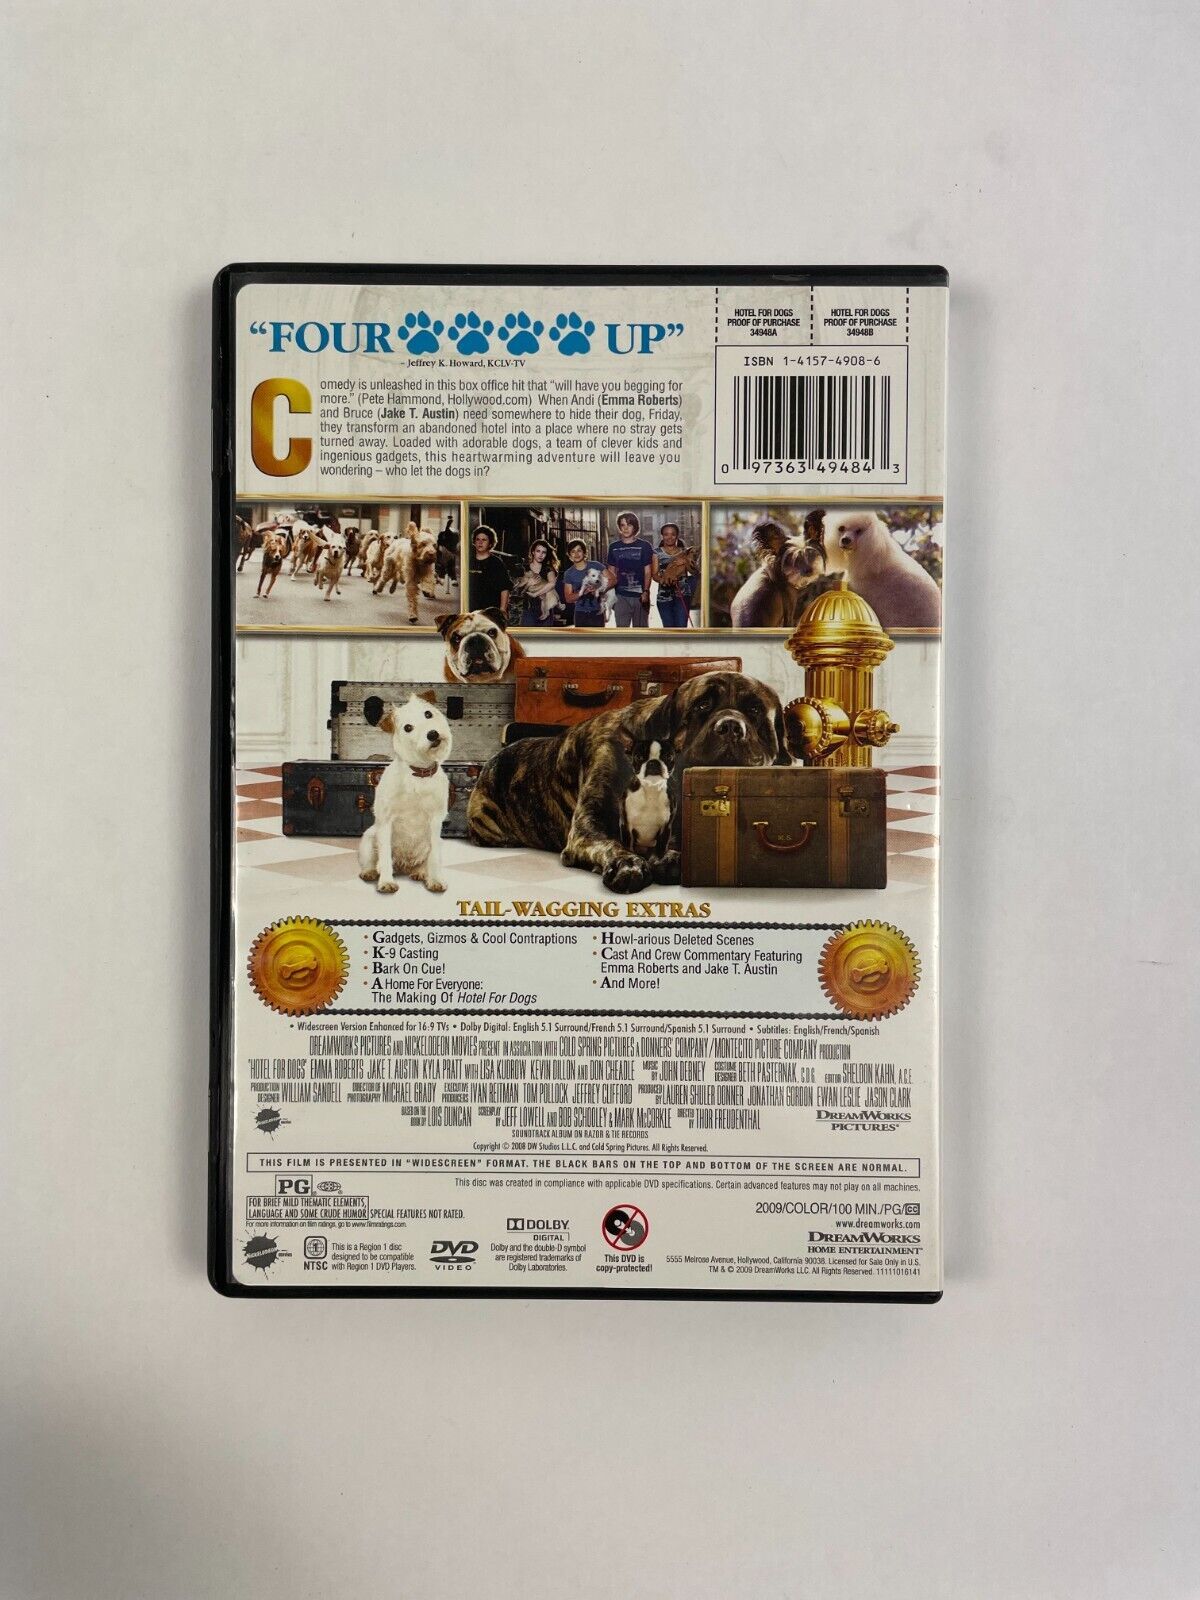 "FOUR UP"
– Jeffrey K. Howard, KCLV-TV
HOTEL FOR DOGS
PROOF OF PURCHASE
34948A
HOTEL FOR DOGS
PROOF OF PURCHASE
34948B
ISBN 1-4157-4908-6
0 97363 49484 3
Comedy is unleashed in this box office hit that "will have you begging for
more." (Pete Hammond, Hollywood.com) When Andi (Emma Roberts)
and Bruce (Jake T. Austin) need somewhere to hide their dog, Friday,
they transform an abandoned hotel into a place where no stray gets
turned away. Loaded with adorable dogs, a team of clever kids and
ingenious gadgets, this heartwarming adventure will leave you
wondering – who let the dogs in?
TAIL-WAGGING EXTRAS
• Gadgets, Gizmos & Cool Contraptions
• K-9 Casting
• Bark On Cue!
• A Home For Everyone:
The Making Of Hotel For Dogs
• Howl-arious Deleted Scenes
• Cast And Crew Commentary Featuring
Emma Roberts and Jake T. Austin
• And More!
• Widescreen Version Enhanced for 16:9 TVs • Dolby Digital: English 5.1 Surround/French 5.1 Surround/Spanish 5.1 Surround • Subtitles: English/French/Spanish
DREAMWORKS PICTURES AND NICKELODEON MOVIES PRESENT IN ASSOCIATION WITH COLD SPRING PICTURES A DONNERS' COMPANY/MONTECITO PICTURE COMPANY PRODUCTION
"HOTEL FOR DOGS" EMMA ROBERTS JAKE T. AUSTIN KYLA PRATT WITH LISA KUDROW KEVIN DILLON AND DON CHEADLE MUSIC BY JOHN DEBNEY COSTUME DESIGNER BETH PASTERNAK, C.D.G. EDITOR SHELDON KAHN, A.C.E.
PRODUCTION DESIGNER WILLIAM SANDELL DIRECTOR OF PHOTOGRAPHY MICHAEL GRADY EXECUTIVE PRODUCERS IVAN REITMAN TOM POLLOCK JEFFREY CLIFFORD PRODUCED BY LAUREN SHULER DONNER JONATHAN GORDON EWAN LESLIE JASON CLARK
BASED ON THE BOOK BY LOIS DUNCAN SCREENPLAY BY JEFF LOWELL AND BOB SCHOOLEY & MARK McCORKLE DIRECTED BY THOR FREUDENTHAL
DREAMWORKS
PICTURES
SOUNDTRACK ALBUM ON RAZOR & TIE RECORDS
Copyright © 2008 DW Studios L.L.C. and Cold Spring Pictures. All Rights Reserved.
THIS FILM IS PRESENTED IN "WIDESCREEN" FORMAT. THE BLACK BARS ON THE TOP AND BOTTOM OF THE SCREEN ARE NORMAL.
This disc was created in compliance with applicable DVD specifications. Certain advanced features may not play on all machines.
PG
FOR BRIEF MILD THEMATIC ELEMENTS,
LANGUAGE AND SOME CRUDE HUMOR
SPECIAL FEATURES NOT RATED.
For more information on film ratings, go to www.filmratings.com.
2009/COLOR/100 MIN./PG/CC
www.dreamworks.com
DREAMWORKS
HOME ENTERTAINMENT
NICKELODEON MOVIES
1
NTSC
This is a Region 1 disc
designed to be compatible
with Region 1 DVD Players.
DVD
VIDEO
DOLBY
DIGITAL
Dolby and the double-D symbol
are registered trademarks of
Dolby Laboratories.
This DVD is
copy-protected!
5555 Melrose Avenue, Hollywood, California 90038. Licensed for Sale Only in U.S.
TM & © 2009 DreamWorks LLC. All Rights Reserved. 11111016141